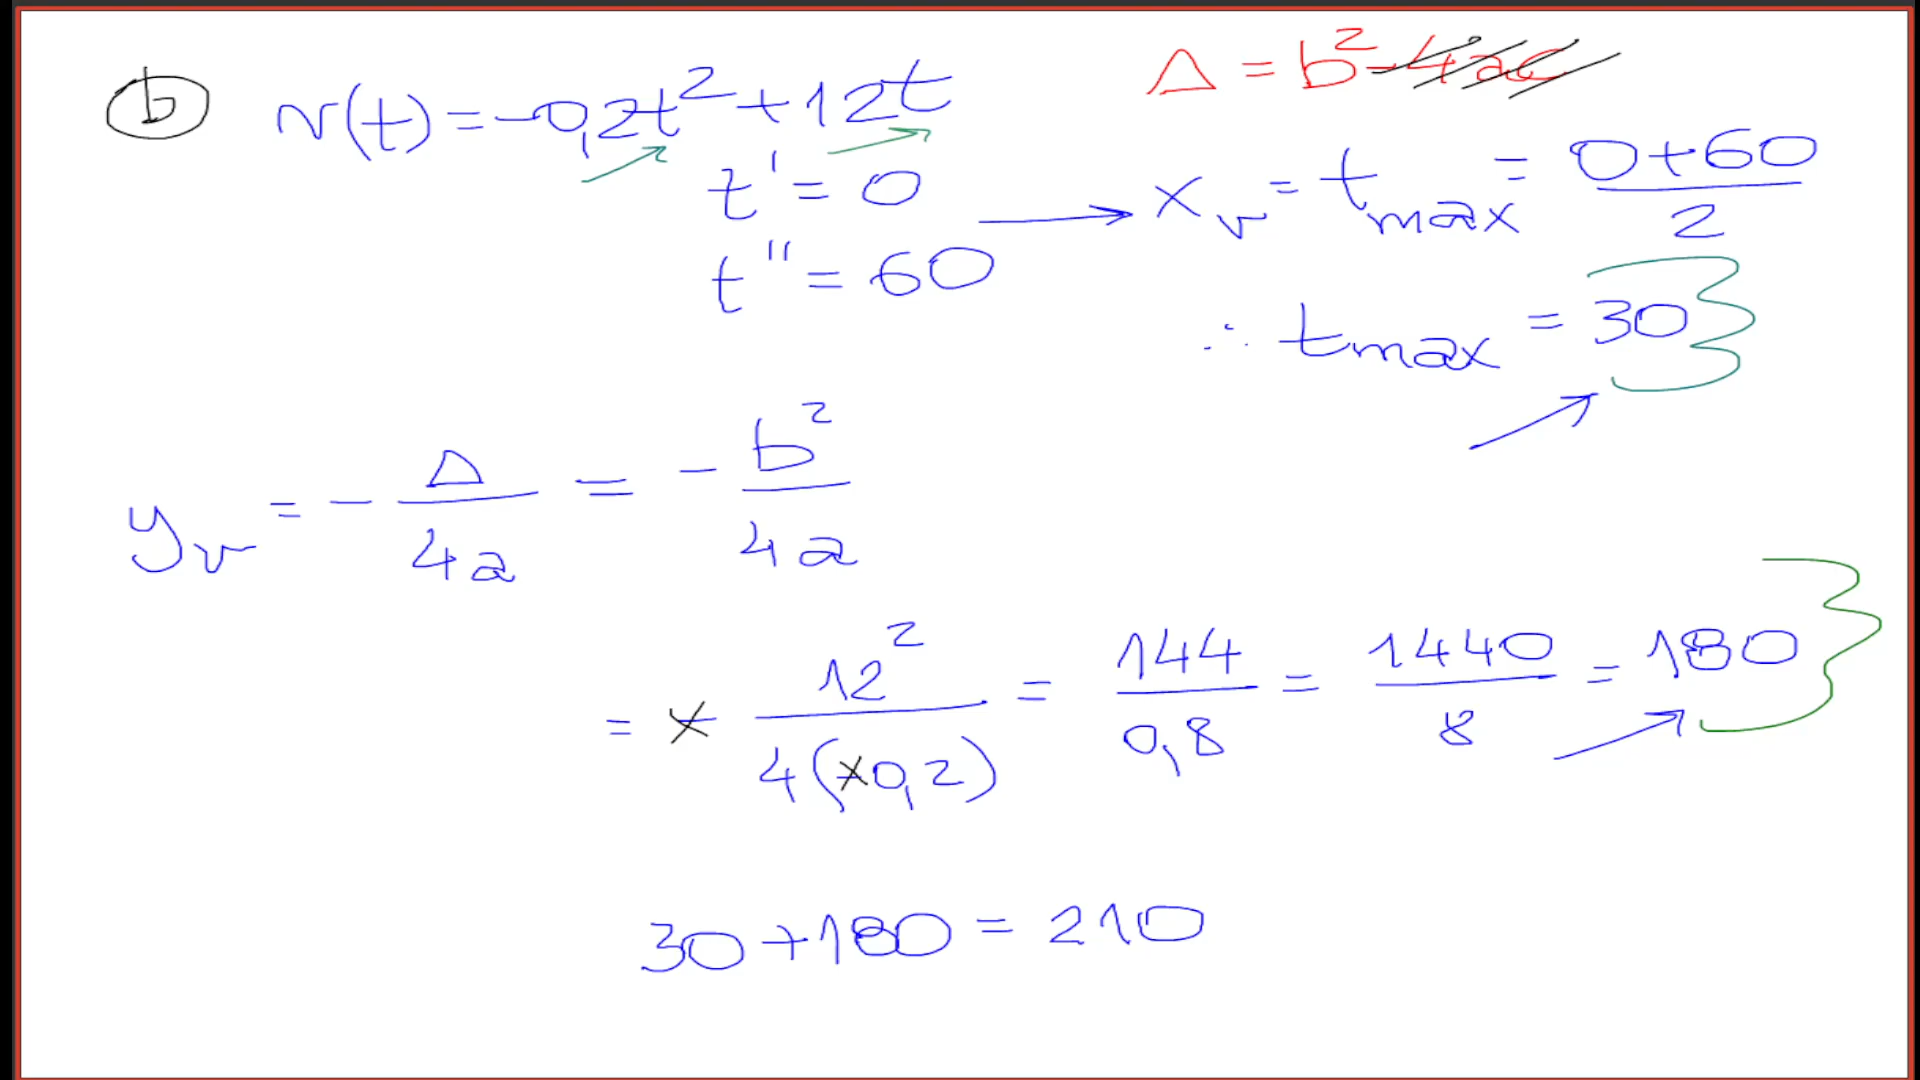 b v(t) = -0,2t² + 12t
Δ = b² - 4ac
t' = 0
t'' = 60
x_v = t_max = (0+60)/2
∴ t_max = 30
y_v = - Δ/4a = - b²/4a
= - 12²/4(-0,2) = 144/0,8 = 1440/8 = 180
30 + 180 = 210